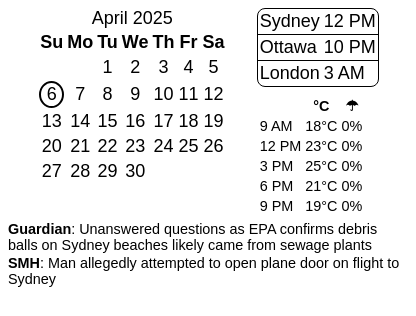 April 2025
Su Mo Tu We Th Fr Sa
1 2 3 4 5
6 7 8 9 10 11 12
13 14 15 16 17 18 19
20 21 22 23 24 25 26
27 28 29 30
Sydney 12 PM
Ottawa 10 PM
London 3 AM
°C ☂
9 AM 18°C 0%
12 PM 23°C 0%
3 PM 25°C 0%
6 PM 21°C 0%
9 PM 19°C 0%
Guardian: Unanswered questions as EPA confirms debris
balls on Sydney beaches likely came from sewage plants
SMH: Man allegedly attempted to open plane door on flight to
Sydney